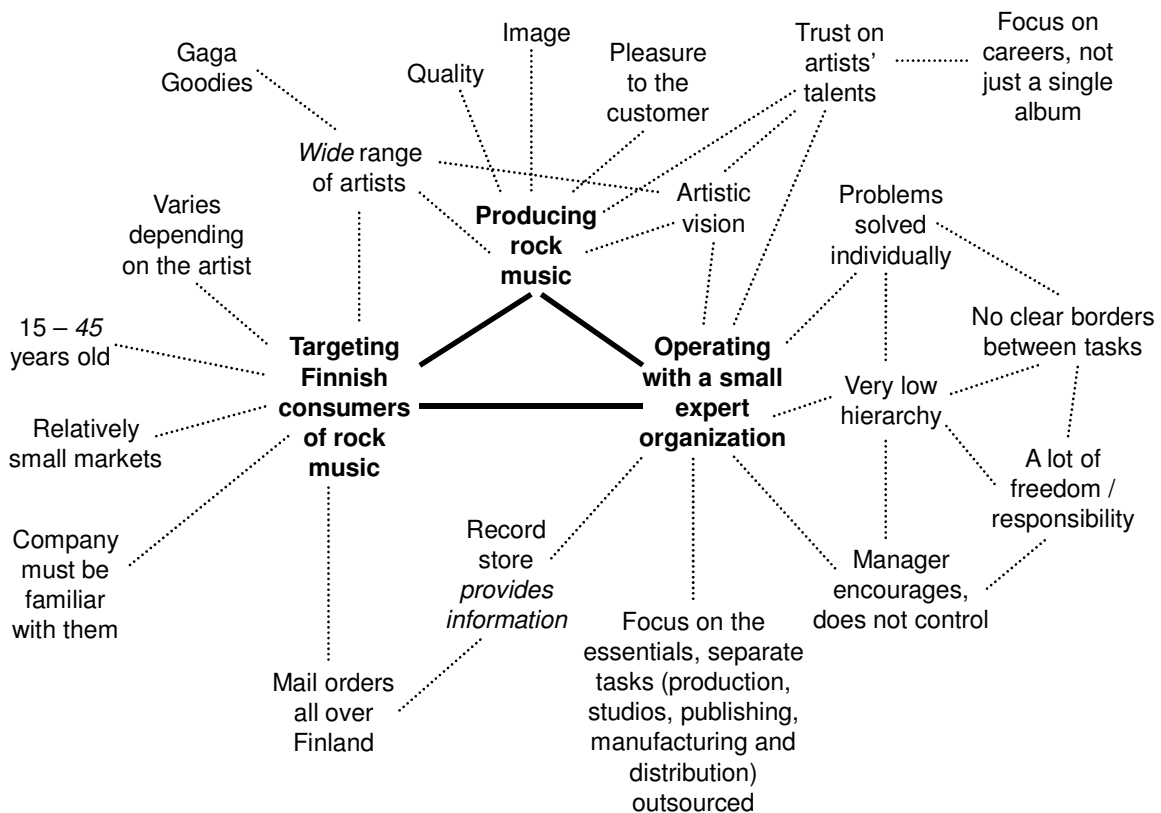 Image
Gaga
Goodies
Quality
Pleasure
to the
customer
Trust on
artists'
talents
Focus on
careers, not
just a single
album
Wide range
of artists
Varies
depending
on the artist
Producing
rock
music
Artistic
vision
Problems
solved
individually
15 – 45
years old
Targeting
Finnish
consumers
of rock
music
Operating
with a small
expert
organization
No clear borders
between tasks
Very low
hierarchy
Relatively
small markets
A lot of
freedom /
responsibility
Company
must be
familiar
with them
Record
store
provides
information
Manager
encourages,
does not control
Mail orders
all over
Finland
Focus on the
essentials, separate
tasks (production,
studios, publishing,
manufacturing and
distribution)
outsourced